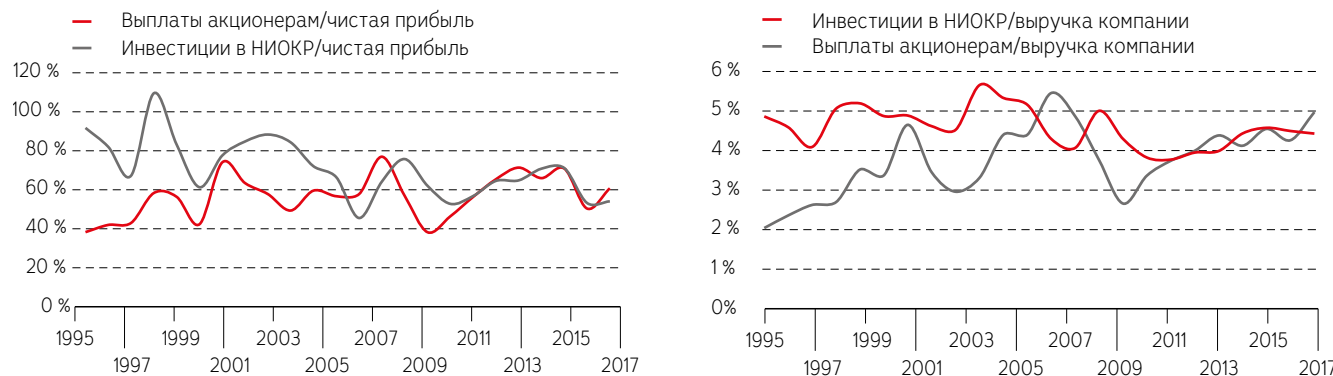 Выплаты акционерам/чистая прибыль
Инвестиции в НИОКР/чистая прибыль
120 %
100 %
80 %
60 %
40 %
20 %
0 %
1995 1999 2003 2007 2011 2015
1997 2001 2005 2009 2013 2017
Инвестиции в НИОКР/выручка компании
Выплаты акционерам/выручка компании
6 %
5 %
4 %
3 %
2 %
1 %
0%
1995 1999 2003 2007 2011 2015
1997 2001 2005 2009 2013 2017